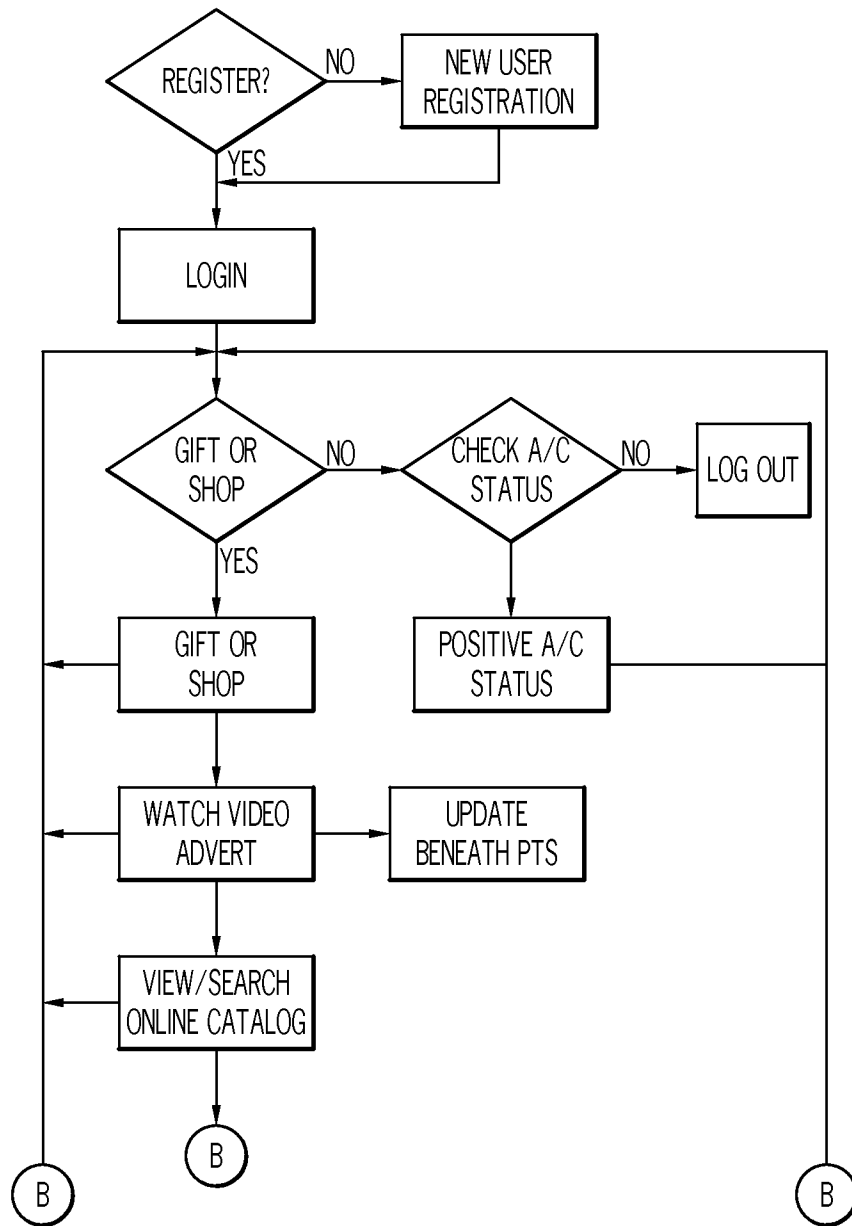 REGISTER?
NO
NEW USER
REGISTRATION
YES
LOGIN
GIFT OR
SHOP
NO
CHECK A/C
STATUS
NO
LOG OUT
YES
GIFT OR
SHOP
POSITIVE A/C
STATUS
WATCH VIDEO
ADVERT
UPDATE
BENEATH PTS
VIEW/SEARCH
ONLINE CATALOG
B
B
B